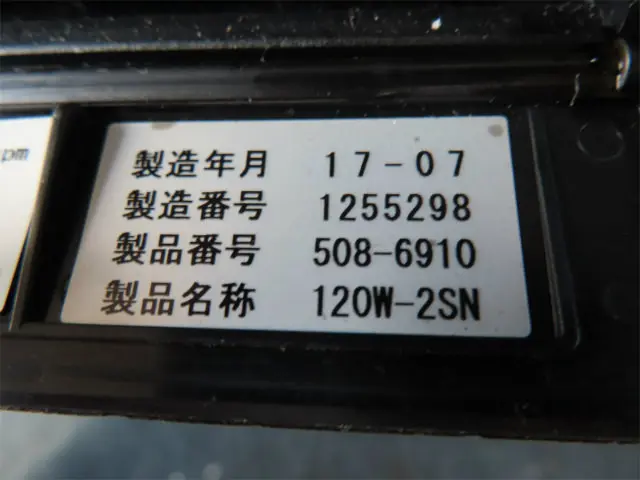 pm
製造年月 17-07
製造番号 1255298
製品番号 508-6910
製品名称 120W-2SN